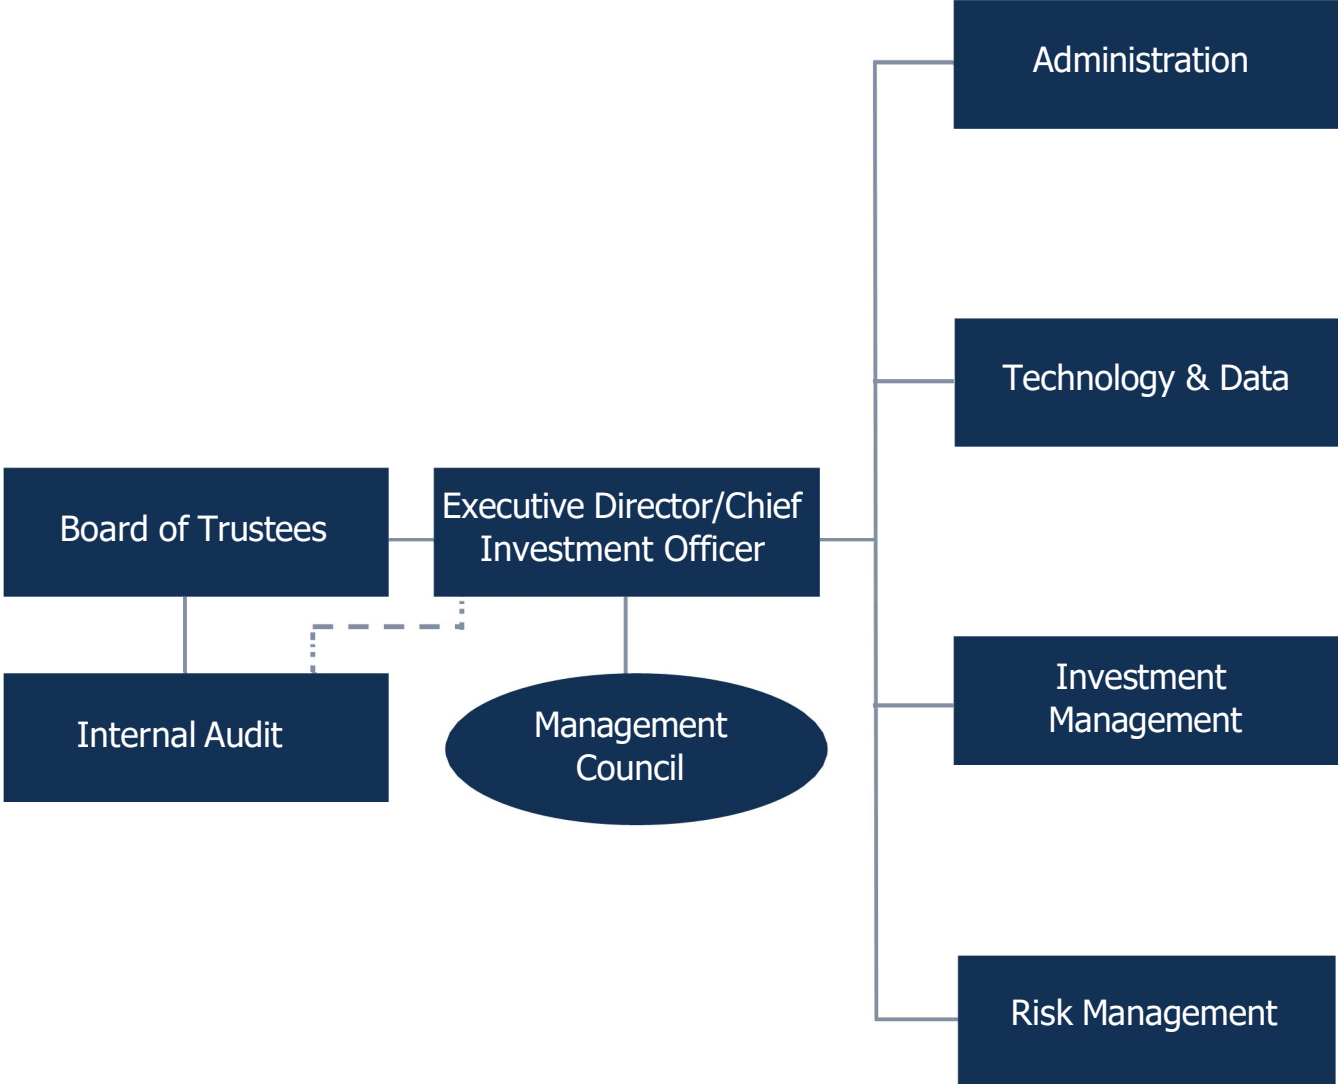 Administration
Technology & Data
Board of Trustees
Executive Director/Chief
Investment Officer
Investment
Management
Internal Audit
Management
Council
Risk Management